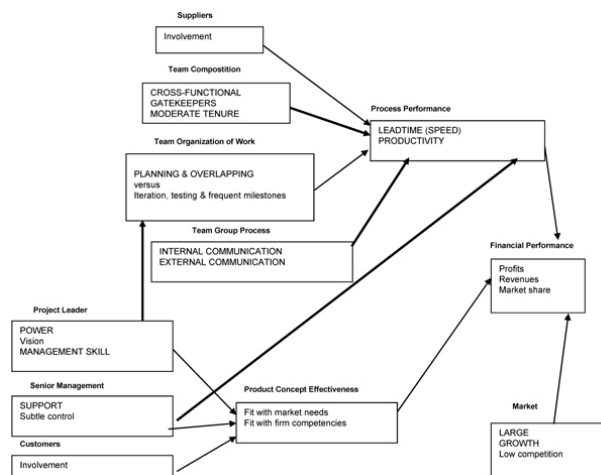 Suppliers
Involvement
Team Compostition
CROSS-FUNCTIONAL
GATEKEEPERS
MODERATE TENURE
Process Performance
LEADTIME (SPEED)
PRODUCTIVITY
Team Organization of Work
PLANNING & OVERLAPPING
versus
Iteration, testing & frequent milestones
Team Group Process
INTERNAL COMMUNICATION
EXTERNAL COMMUNICATION
Financial Performance
Profits
Revenues
Market share
Project Leader
POWER
Vision
MANAGEMENT SKILL
Senior Management
SUPPORT
Subtle control
Product Concept Effectiveness
Fit with market needs
Fit with firm competencies
Market
LARGE
GROWTH
Low competition
Customers
Involvement